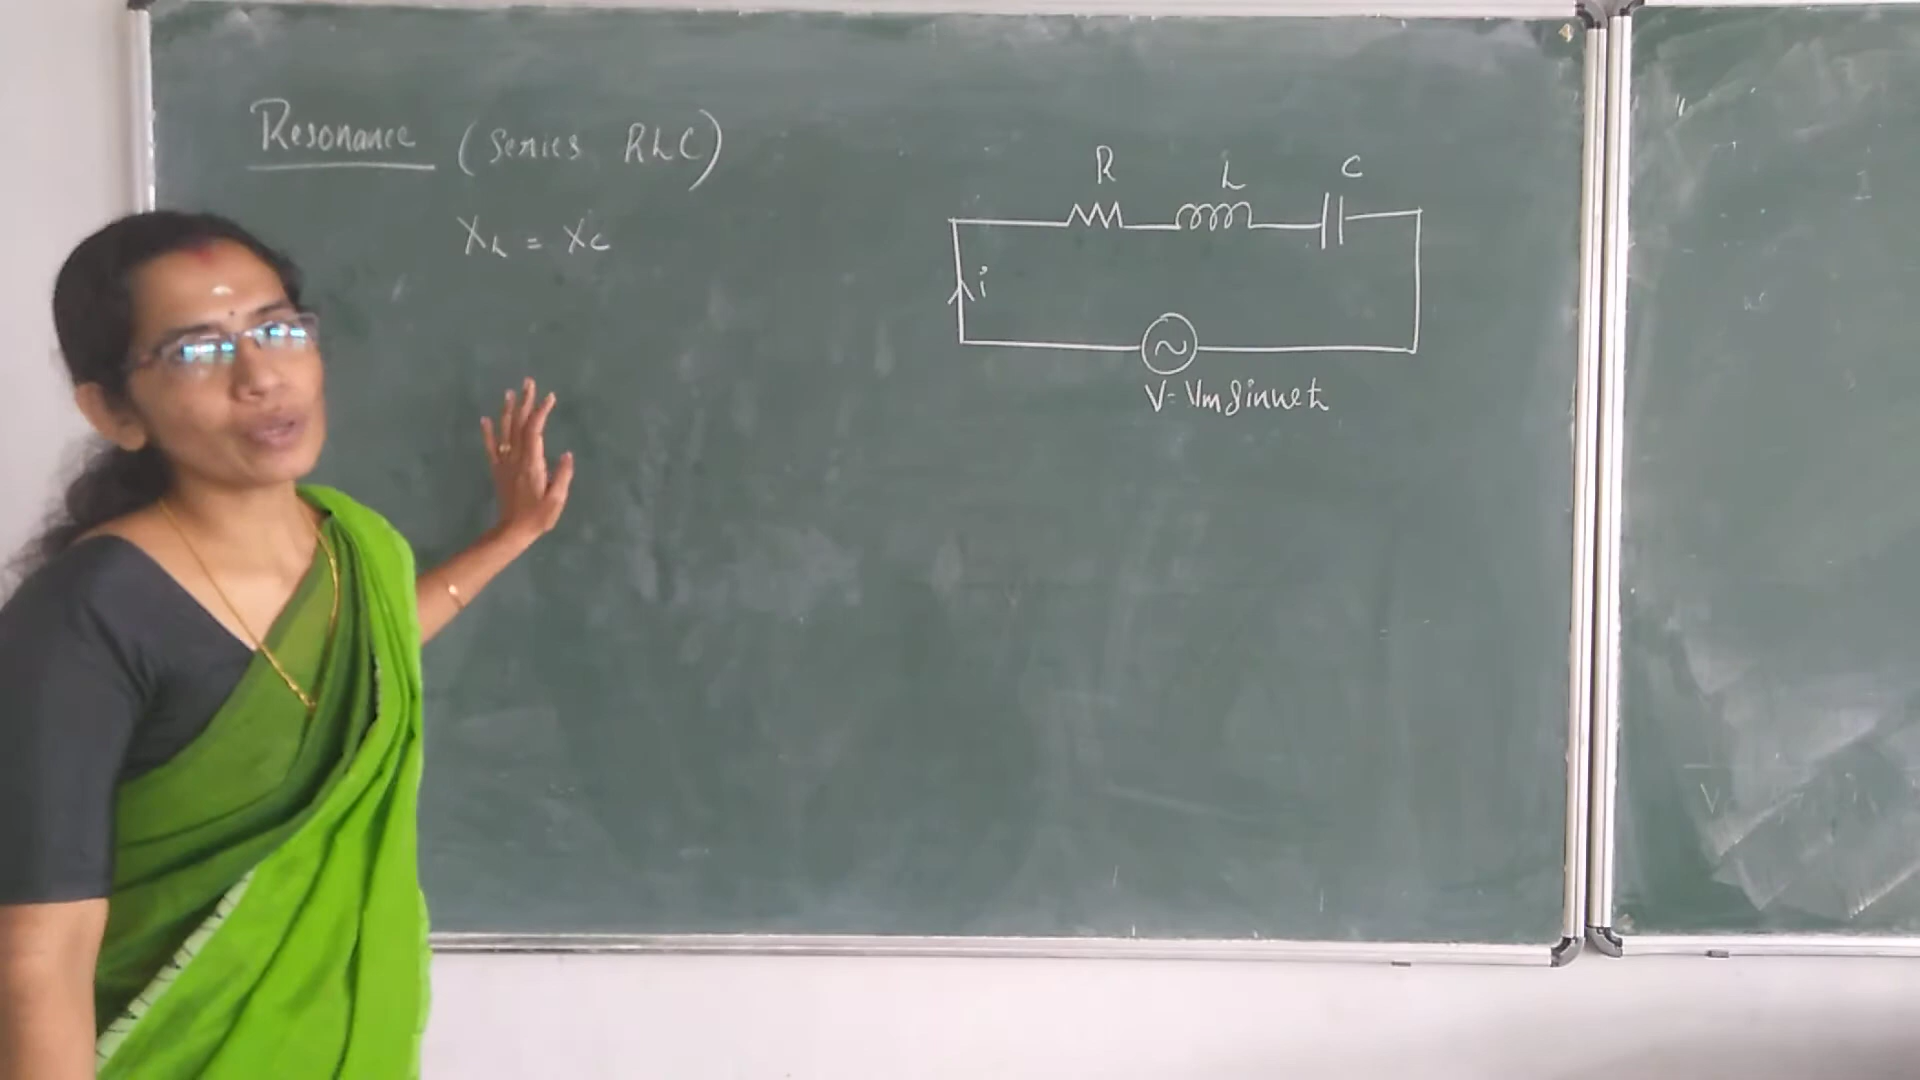 Resonance (Series RLC)
XL = XC
R
L
C
i
V = Vm Sin wt